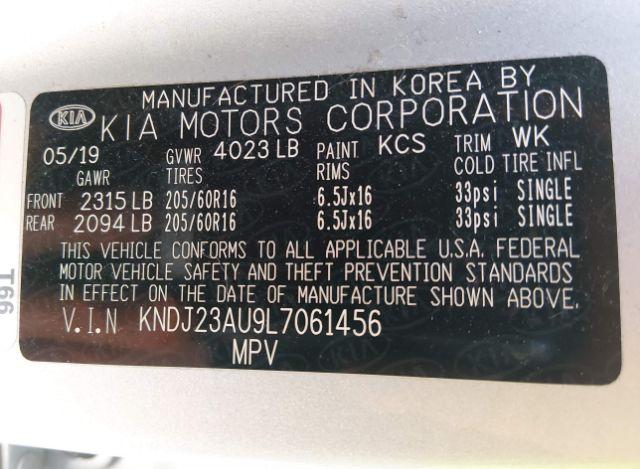 MANUFACTURED IN KOREA BY
KIA KIA MOTORS CORPORATION
05/19 GVWR 4023 LB PAINT KCS TRIM WK
GAWR TIRES RIMS COLD TIRE INFL
FRONT 2315 LB 205/60R16 6.5Jx16 33psi SINGLE
REAR 2094 LB 205/60R16 6.5Jx16 33psi SINGLE
THIS VEHICLE CONFORMS TO ALL APPLICABLE U.S.A. FEDERAL
MOTOR VEHICLE SAFETY AND THEFT PREVENTION STANDARDS
IN EFFECT ON THE DATE OF MANUFACTURE SHOWN ABOVE.
V.I.N KNDJ23AU9L7061456
MPV